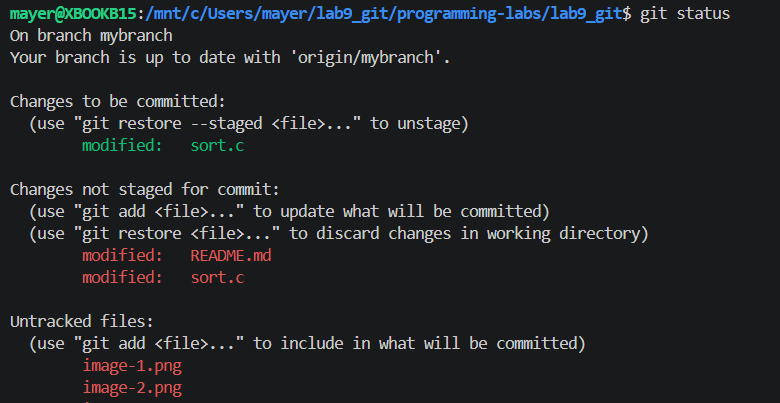 mayer@XBOOKB15:/mnt/c/Users/mayer/lab9_git/programming-labs/lab9_git$ git status
On branch mybranch
Your branch is up to date with 'origin/mybranch'.
Changes to be committed:
(use "git restore --staged <file>..." to unstage)
modified: sort.c
Changes not staged for commit:
(use "git add <file>..." to update what will be committed)
(use "git restore <file>..." to discard changes in working directory)
modified: README.md
modified: sort.c
Untracked files:
(use "git add <file>..." to include in what will be committed)
image-1.png
image-2.png